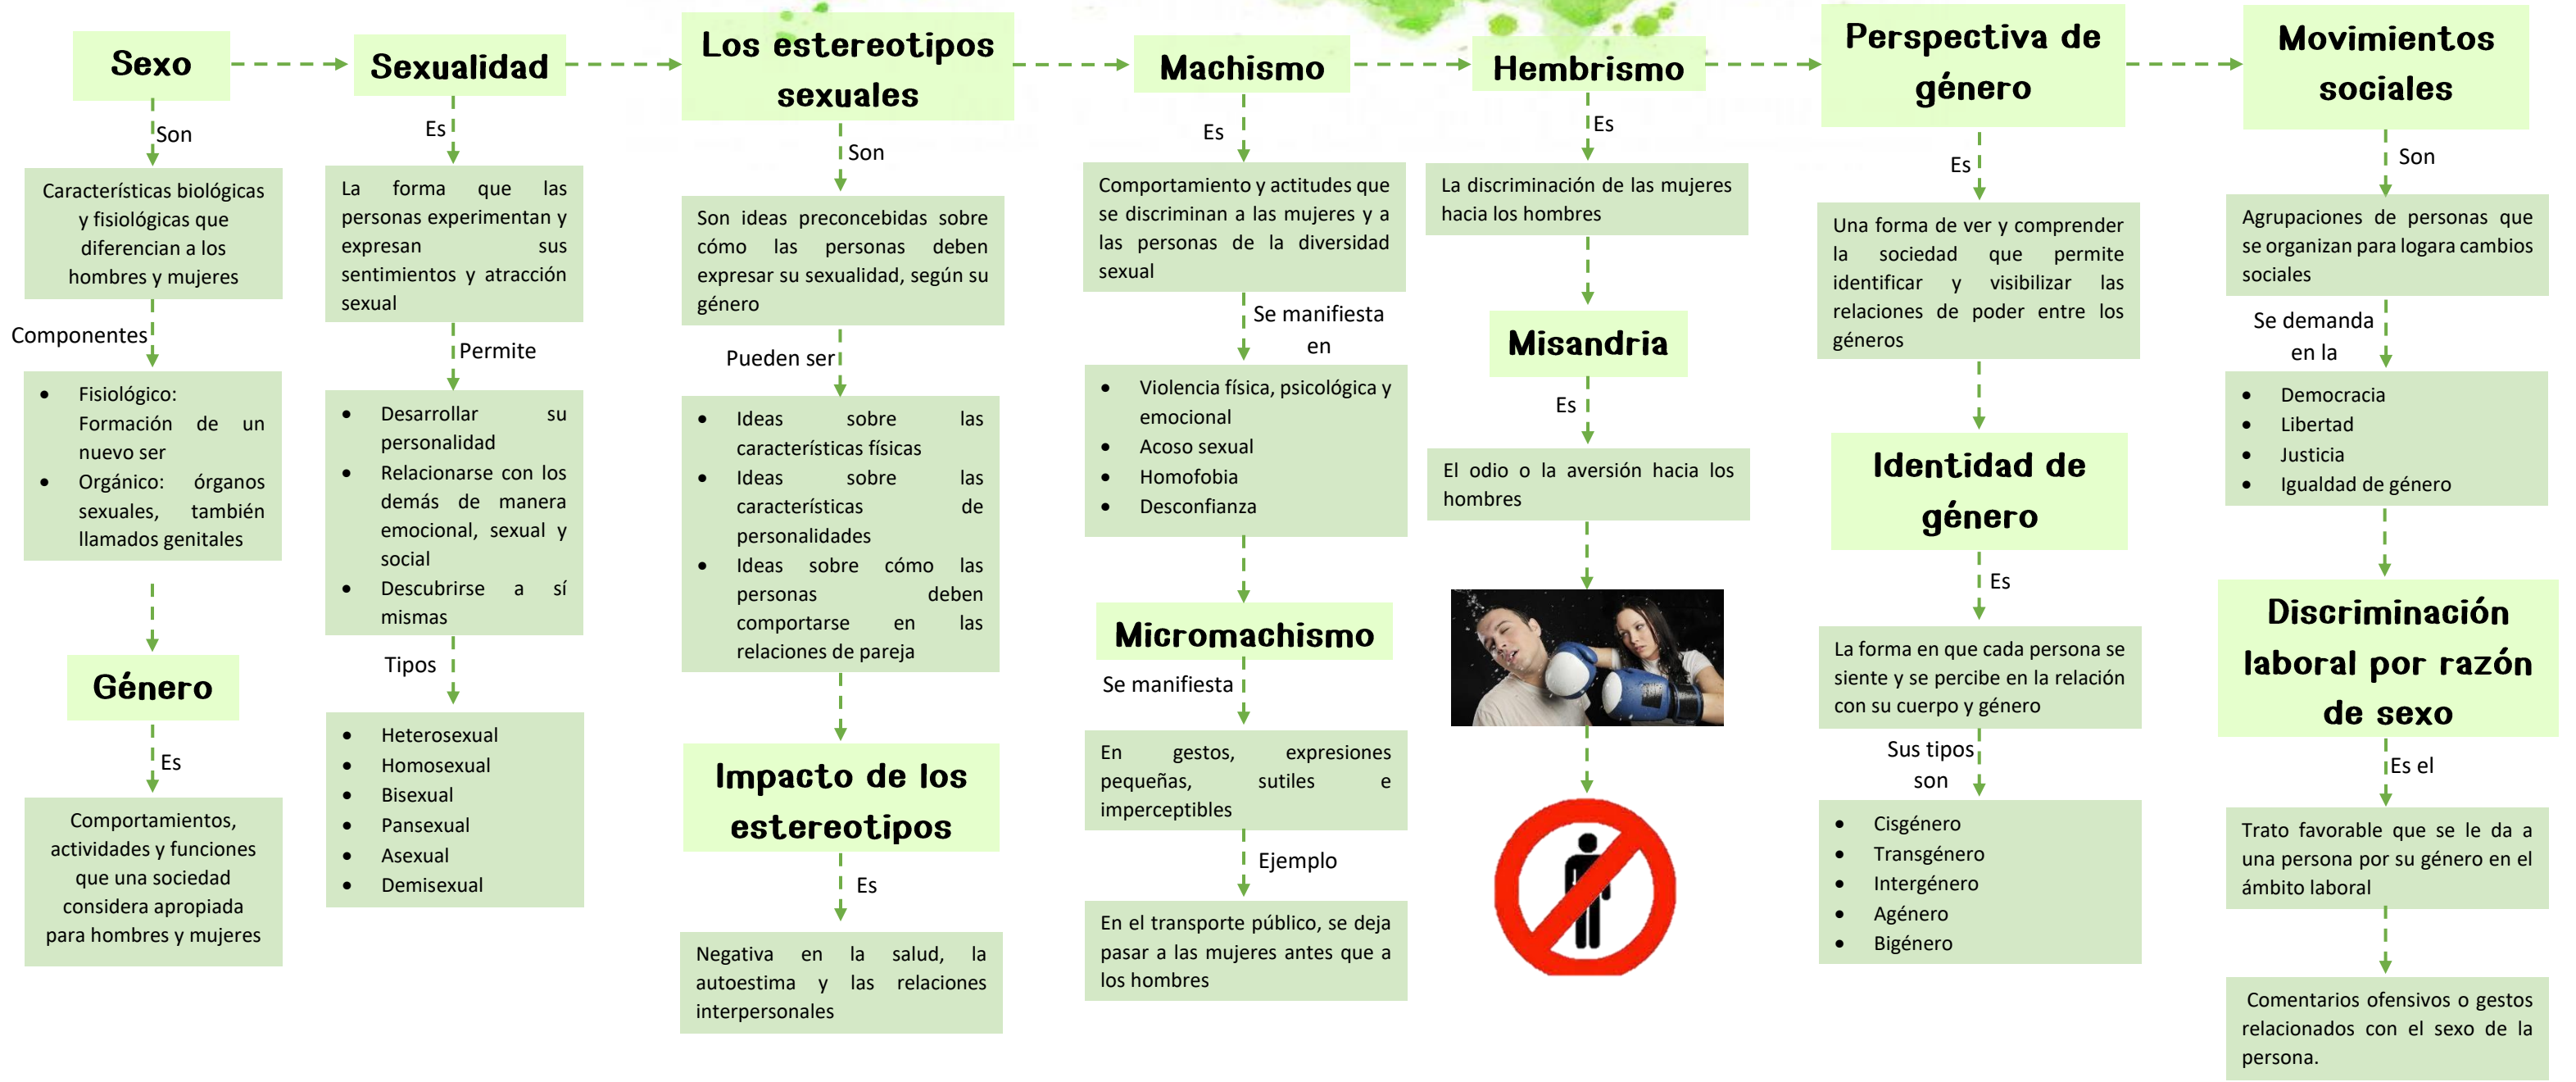 Sexo
Son
Características biológicas
y fisiológicas que
diferencian a los
hombres y mujeres
Componentes
• Fisiológico:
Formación de un
nuevo ser
• Orgánico: órganos
sexuales, también
llamados genitales
Género
Es
Comportamientos,
actividades y funciones
que una sociedad
considera apropiada
para hombres y mujeres
Sexualidad
Es
La forma que las
personas experimentan y
expresan sus
sentimientos y atracción
sexual
Permite
• Desarrollar su
personalidad
• Relacionarse con los
demás de manera
emocional, sexual y
social
• Descubrirse a sí
mismas
Tipos
• Heterosexual
• Homosexual
• Bisexual
• Pansexual
• Asexual
• Demisexual
Los estereotipos
sexuales
Son
Son ideas preconcebidas sobre
cómo las personas deben
expresar su sexualidad, según su
género
Pueden ser
• Ideas sobre las
características físicas
• Ideas sobre las
características de
personalidades
• Ideas sobre cómo las
personas deben
comportarse en las
relaciones de pareja
Impacto de los
estereotipos
Es
Negativa en la salud, la
autoestima y las relaciones
interpersonales
Machismo
Es
Comportamiento y actitudes que
se discriminan a las mujeres y a
las personas de la diversidad
sexual
Se manifiesta
en
• Violencia física, psicológica y
emocional
• Acoso sexual
• Homofobia
• Desconfianza
Micromachismo
Se manifiesta
En gestos, expresiones
pequeñas, sutiles e
imperceptibles
Ejemplo
En el transporte público, se deja
pasar a las mujeres antes que a
los hombres
Hembrismo
Es
La discriminación de las mujeres
hacia los hombres
Misandria
Es
El odio o la aversión hacia los
hombres
Perspectiva de
género
Es
Una forma de ver y comprender
la sociedad que permite
identificar y visibilizar las
relaciones de poder entre los
géneros
Identidad de
género
Es
La forma en que cada persona se
siente y se percibe en la relación
con su cuerpo y género
Sus tipos
son
• Cisgénero
• Transgénero
• Intergénero
• Agénero
• Bigénero
Movimientos
sociales
Son
Agrupaciones de personas que
se organizan para logara cambios
sociales
Se demanda
en la
• Democracia
• Libertad
• Justicia
• Igualdad de género
Discriminación
laboral por razón
de sexo
Es el
Trato favorable que se le da a
una persona por su género en el
ámbito laboral
Comentarios ofensivos o gestos
relacionados con el sexo de la
persona.